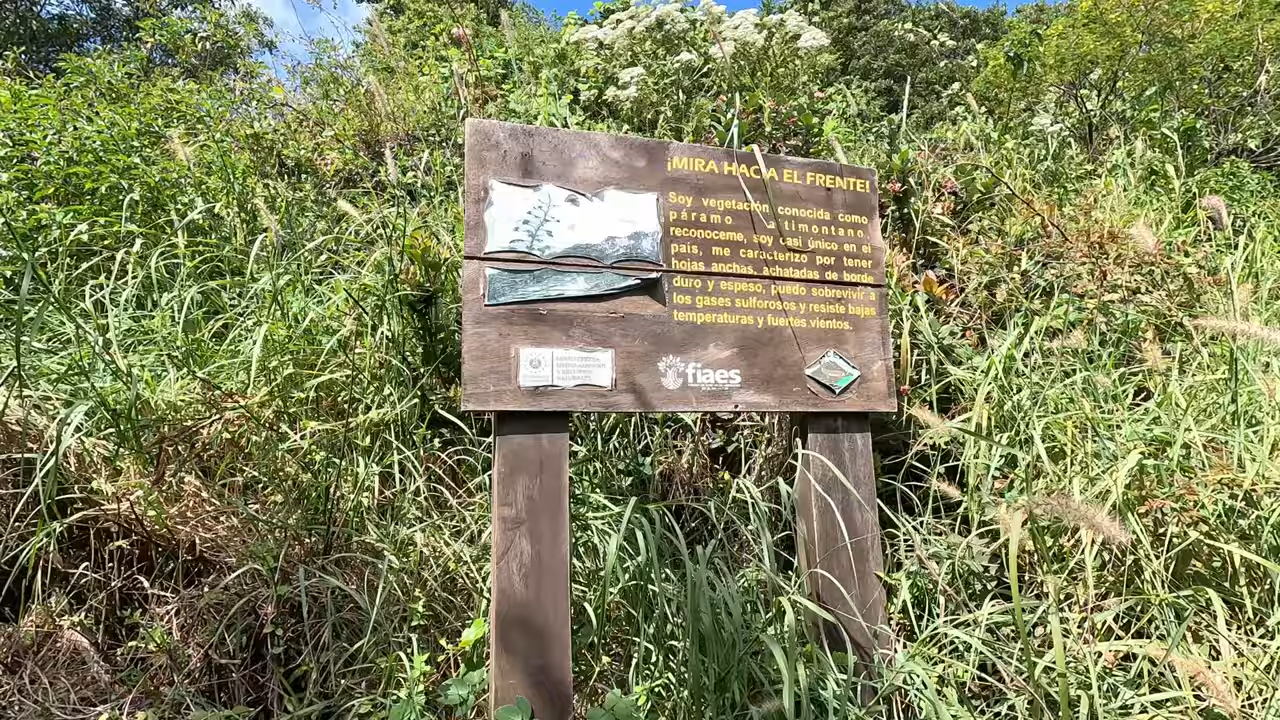 ¡MIRA HACIA EL FRENTE!
Soy vegetación conocida como
páramo altimontano,
reconoceme, soy casi único en el
país, me caracterizo por tener
hojas anchas, achatadas de borde
duro y espeso, puedo sobrevivir a
los gases sulforosos y resiste bajas
temperaturas y fuertes vientos.
fiaes